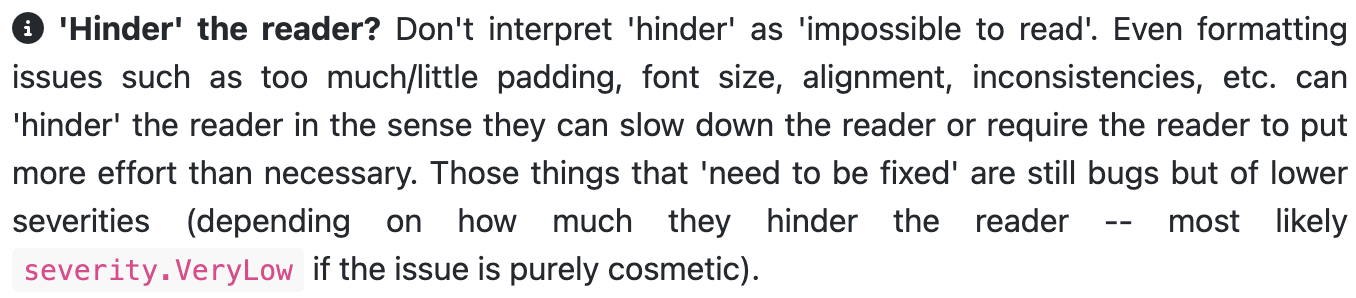 'Hinder' the reader? Don't interpret 'hinder' as 'impossible to read'. Even formatting
issues such as too much/little padding, font size, alignment, inconsistencies, etc. can
'hinder' the reader in the sense they can slow down the reader or require the reader to put
more effort than necessary. Those things that 'need to be fixed' are still bugs but of lower
severities (depending on how much they hinder the reader -- most likely
severity.VeryLow if the issue is purely cosmetic).